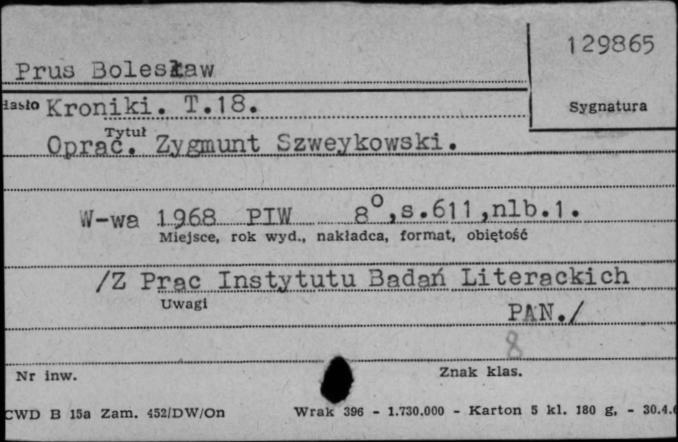 129865
Prus Bolesław
Sygnatura
Hasło Kroniki. T.18.
Tytuł
Oprac. Zygmunt Szweykowski.
W-wa 1968 PIW 8°,s.611,nlb.1.
Miejsce, rok wyd., nakładca, format, objętość
/Z Prac Instytutu Badań Literackich
Uwagi
PAN./
8
Nr inw.
Znak klas.
CWD B 15a Zam. 452/DW/On Wrak 396 - 1.730.000 - Karton 5 kl. 180 g, - 30.4.6